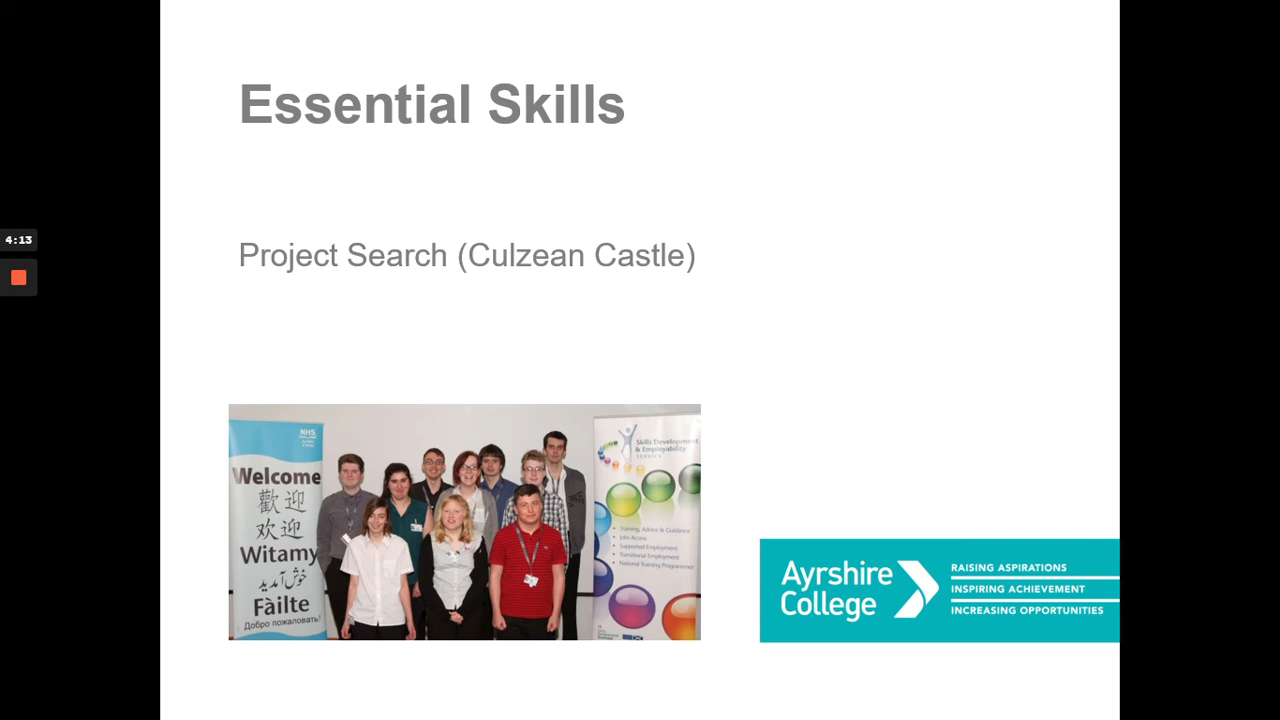 Essential Skills
4:13
Project Search (Culzean Castle)
NHS
Welcome
歡迎
欢迎
Witamy
خوش آمدید
Fàilte
Добро пожаловать!
Skills Development
& Employability
SERVICE
• Training, Advice & Guidance
• Jobs Access
• Supported Employment
• Transitional Employment
• National Training Programmes
Ayrshire
College
RAISING ASPIRATIONS
INSPIRING ACHIEVEMENT
INCREASING OPPORTUNITIES